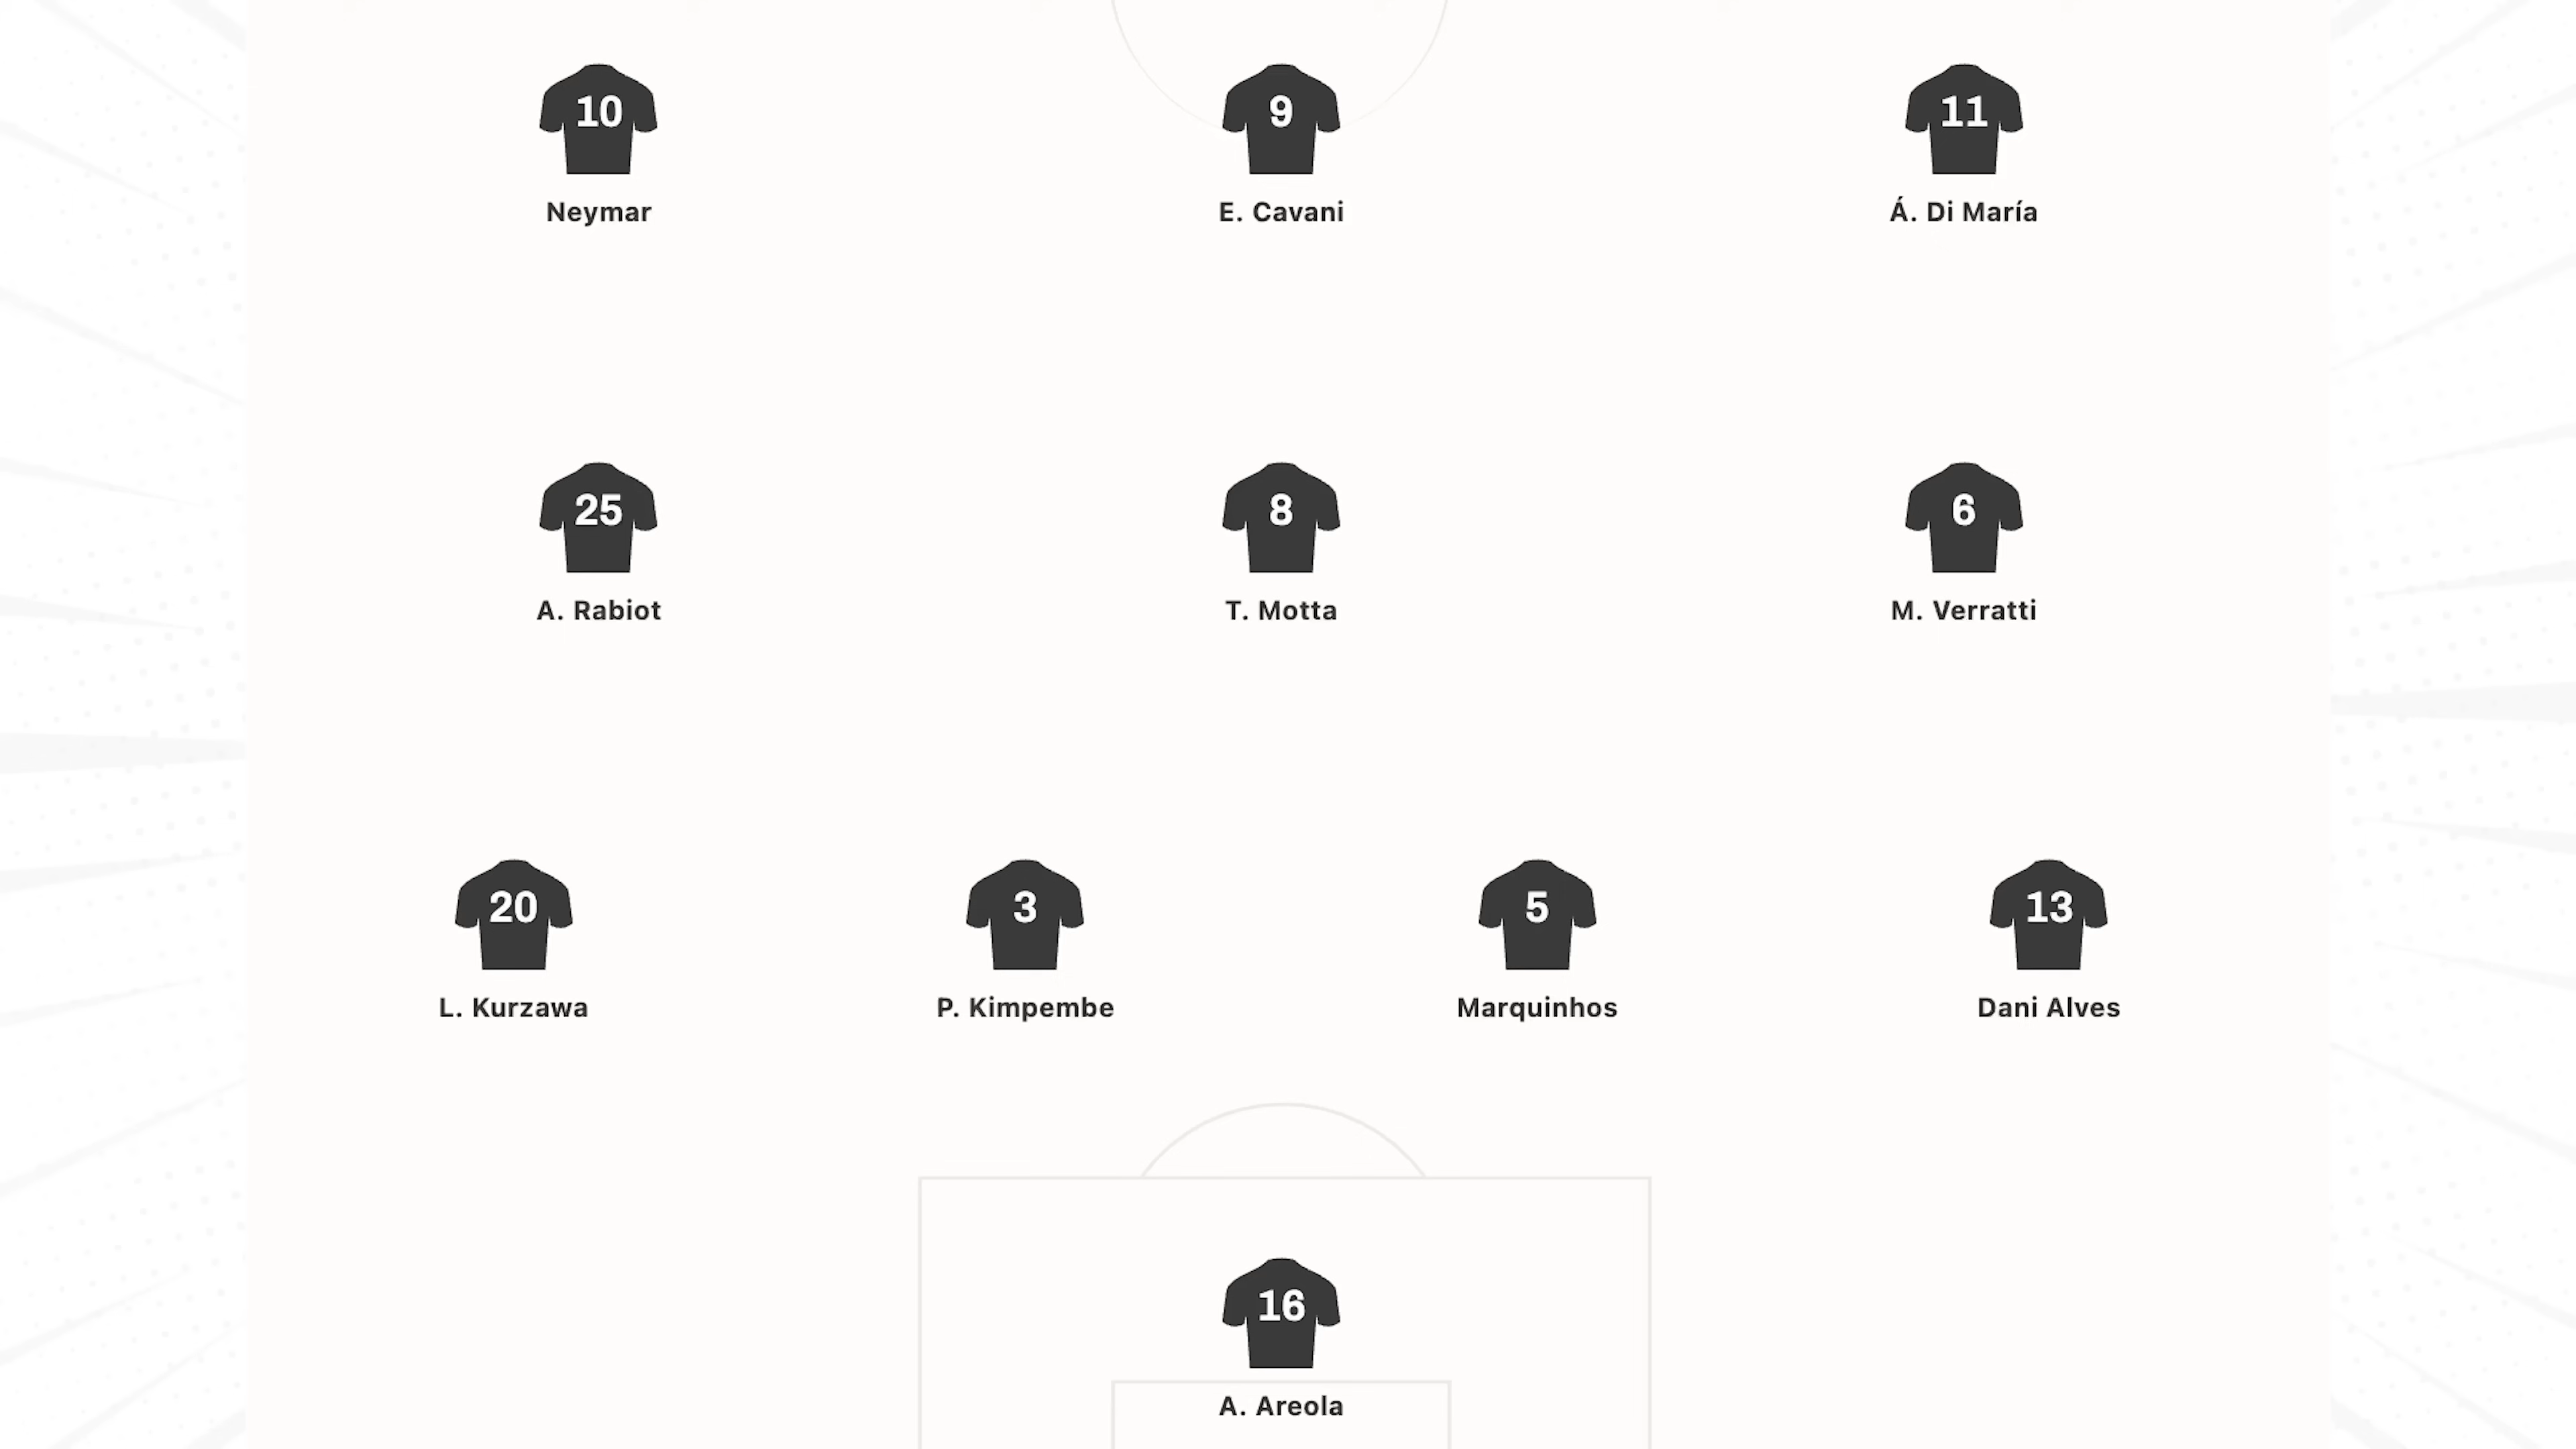 10 9 11
Neymar E. Cavani Á. Di María
25 8 6
A. Rabiot T. Motta M. Verratti
20 3 5 13
L. Kurzawa P. Kimpembe Marquinhos Dani Alves
16
A. Areola